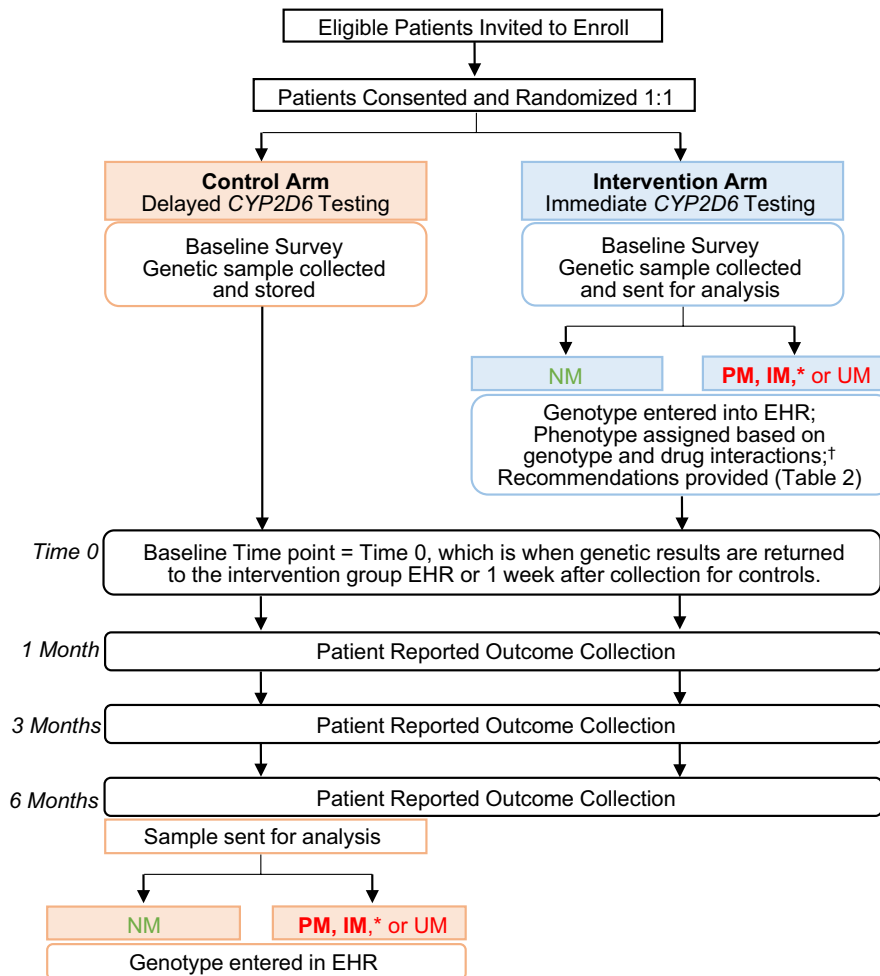 Eligible Patients Invited to Enroll
Patients Consented and Randomized 1:1
Control Arm
Delayed CYP2D6 Testing
Baseline Survey
Genetic sample collected
and stored
Intervention Arm
Immediate CYP2D6 Testing
Baseline Survey
Genetic sample collected
and sent for analysis
NM
PM, IM,* or UM
Genotype entered into EHR;
Phenotype assigned based on
genotype and drug interactions;†
Recommendations provided (Table 2)
Time 0
Baseline Time point = Time 0, which is when genetic results are returned
to the intervention group EHR or 1 week after collection for controls.
1 Month
Patient Reported Outcome Collection
3 Months
Patient Reported Outcome Collection
6 Months
Patient Reported Outcome Collection
Sample sent for analysis
NM
PM, IM,* or UM
Genotype entered in EHR